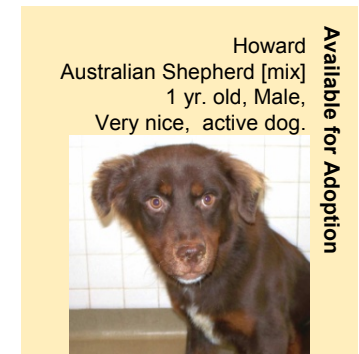 Howard
Australian Shepherd [mix]
1 yr. old, Male,
Very nice,  active dog.
Available for Adoption